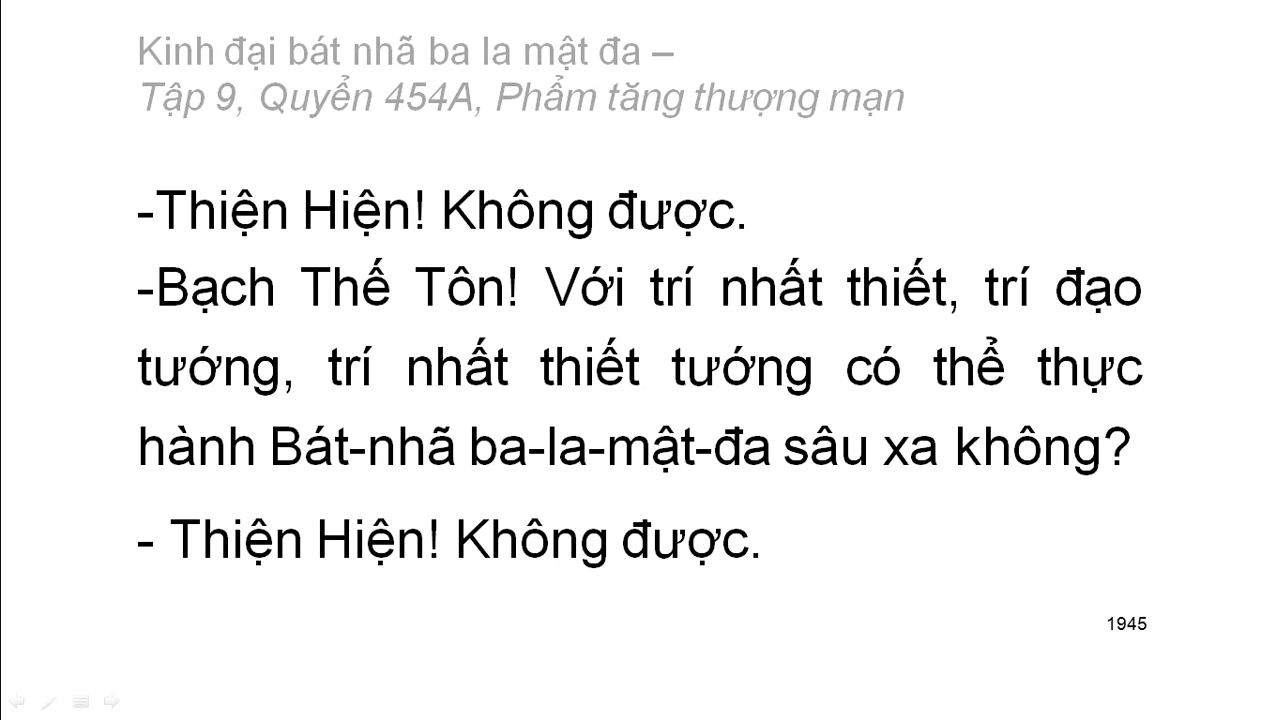 Kinh đại bát nhã ba la mật đa –
Tập 9, Quyển 454A, Phẩm tăng thượng mạn
-Thiện Hiện! Không được.
-Bạch Thế Tôn! Với trí nhất thiết, trí đạo
tướng, trí nhất thiết tướng có thể thực
hành Bát-nhã ba-la-mật-đa sâu xa không?
- Thiện Hiện! Không được.
1945